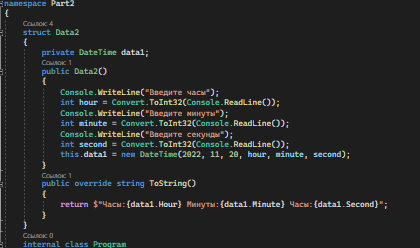 namespace Part2
{
Ссылок: 4
struct Data2
{
private DateTime data1;
Ссылок: 1
public Data2()
{
Console.WriteLine("Введите часы");
int hour = Convert.ToInt32(Console.ReadLine());
Console.WriteLine("Введите минуты");
int minute = Convert.ToInt32(Console.ReadLine());
Console.WriteLine("Введите секунды");
int second = Convert.ToInt32(Console.ReadLine());
this.data1 = new DateTime(2022, 11, 20, hour, minute, second);
}
Ссылок: 1
public override string ToString()
{
return $"Часы:{data1.Hour} Минуты:{data1.Minute} Часы:{data1.Second}";
}
}
Ссылок: 0
internal class Program